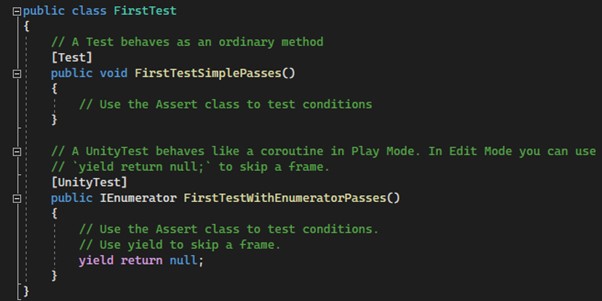 public class FirstTest
{
    // A Test behaves as an ordinary method
    [Test]
    public void FirstTestSimplePasses()
    {
        // Use the Assert class to test conditions
    }

    // A UnityTest behaves like a coroutine in Play Mode. In Edit Mode you can use
    // `yield return null;` to skip a frame.
    [UnityTest]
    public IEnumerator FirstTestWithEnumeratorPasses()
    {
        // Use the Assert class to test conditions.
        // Use yield to skip a frame.
        yield return null;
    }
}